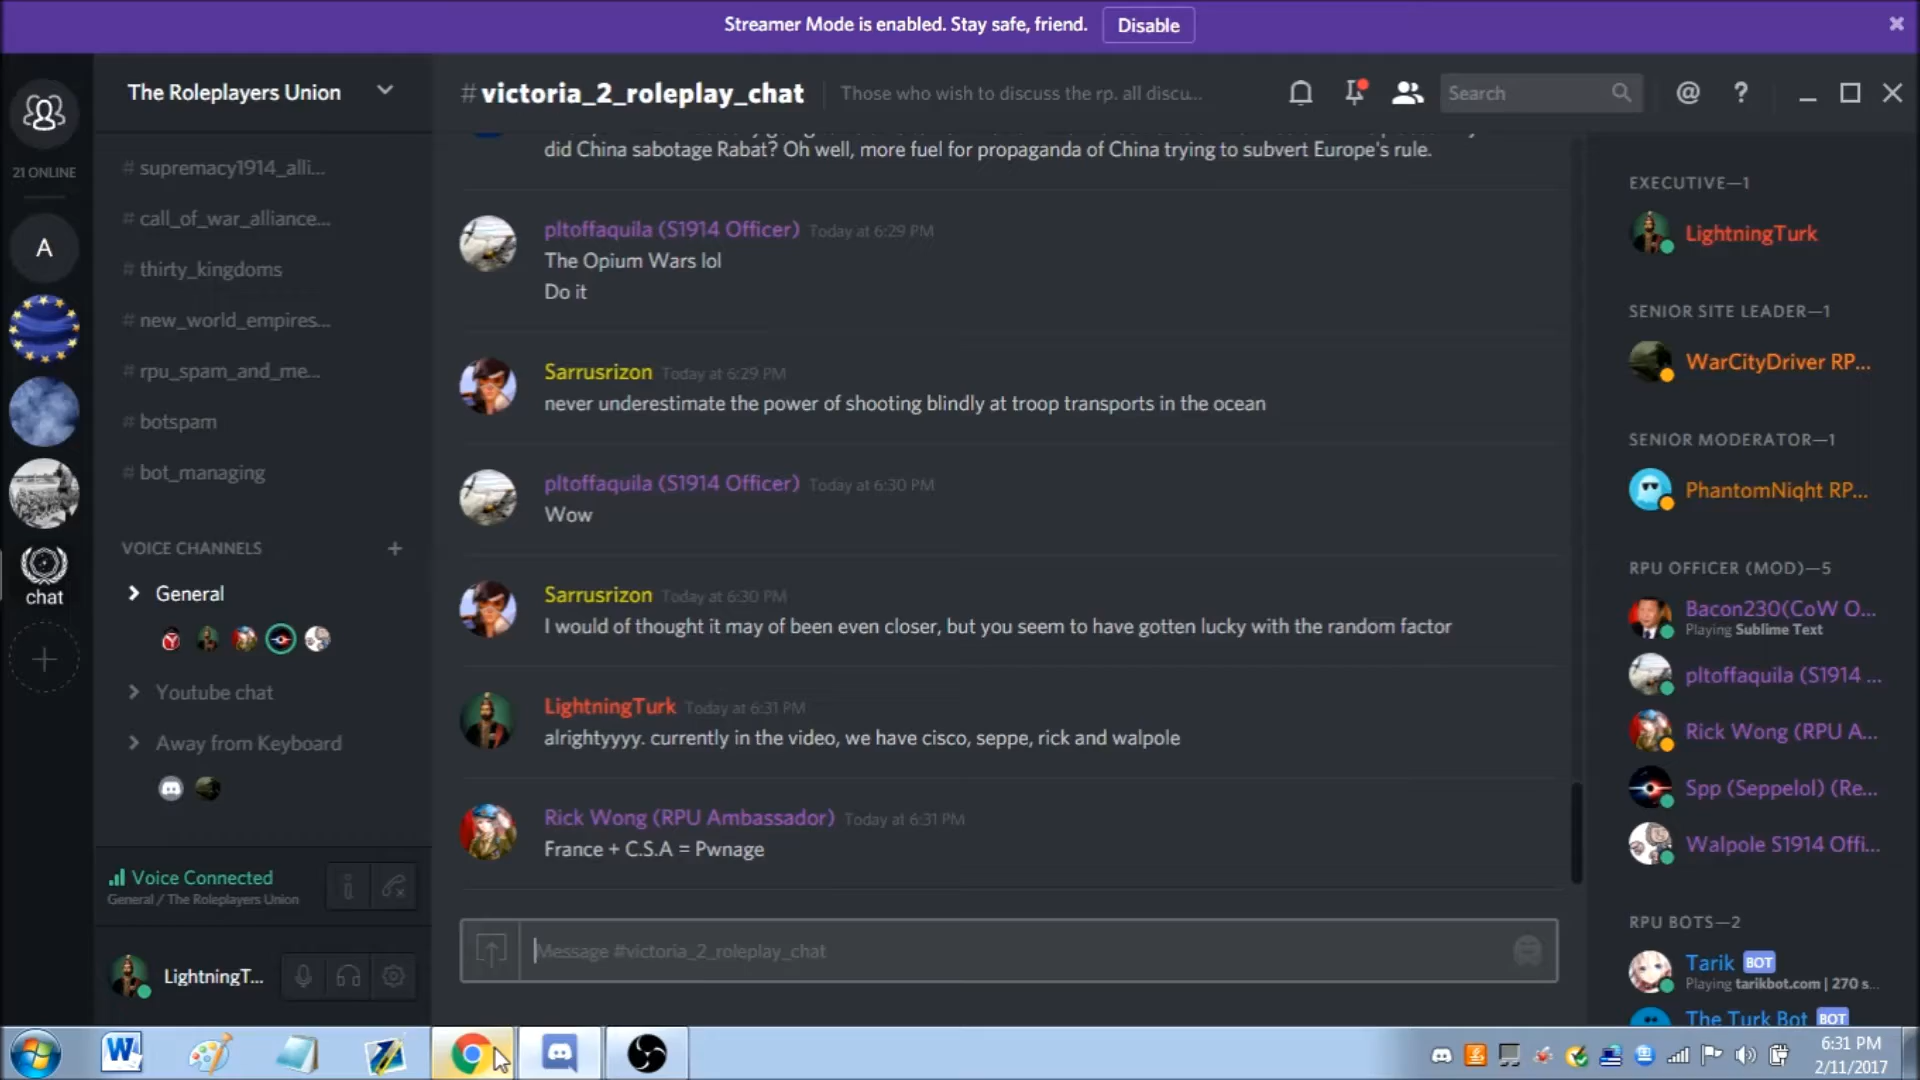 Streamer Mode is enabled. Stay safe, friend. Disable
The Roleplayers Union
21 ONLINE
A
chat
# supremacy1914_alli...
# call_of_war_alliance...
# thirty_kingdoms
# new_world_empires...
# rpu_spam_and_me...
# botspam
# bot_managing
VOICE CHANNELS
General
Youtube chat
Away from Keyboard
Voice Connected
General / The Roleplayers Union
LightningT...
#victoria_2_roleplay_chat Those who wish to discuss the rp. all discu...
Search
did China sabotage Rabat? Oh well, more fuel for propaganda of China trying to subvert Europe's rule.
pltoffaquila (S1914 Officer) Today at 6:29 PM
The Opium Wars lol
Do it
Sarrusrizon Today at 6:29 PM
never underestimate the power of shooting blindly at troop transports in the ocean
pltoffaquila (S1914 Officer) Today at 6:30 PM
Wow
Sarrusrizon Today at 6:30 PM
I would of thought it may of been even closer, but you seem to have gotten lucky with the random factor
LightningTurk Today at 6:31 PM
alrightyyyy. currently in the video, we have cisco, seppe, rick and walpole
Rick Wong (RPU Ambassador) Today at 6:31 PM
France + C.S.A = Pwnage
Message #victoria_2_roleplay_chat
EXECUTIVE—1
LightningTurk
SENIOR SITE LEADER—1
WarCityDriver RP...
SENIOR MODERATOR—1
PhantomNight RP...
RPU OFFICER (MOD)—5
Bacon230(CoW O...
Playing Sublime Text
pltoffaquila (S1914 ...
Rick Wong (RPU A...
Spp (Seppelol) (Re...
Walpole S1914 Offi...
RPU BOTS—2
Tarik BOT
Playing tarikbot.com | 270 s...
The Turk Bot BOT
6:31 PM
2/11/2017